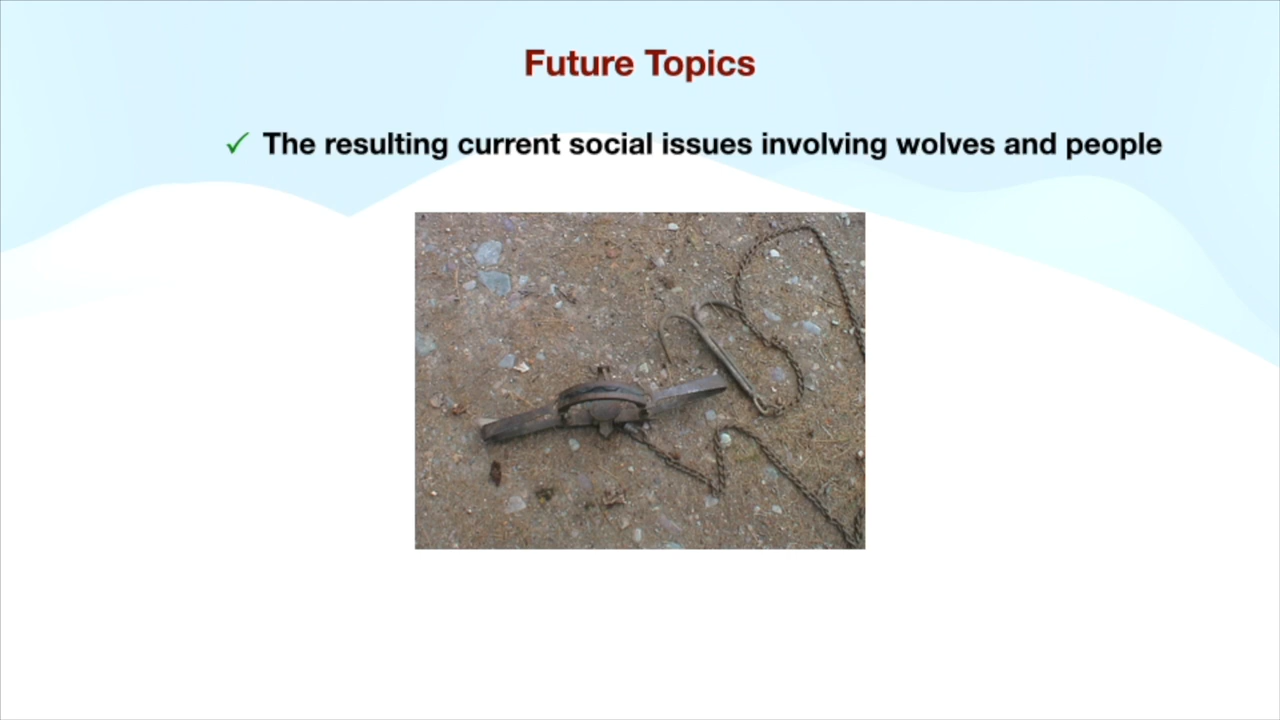 Future Topics
✓ The resulting current social issues involving wolves and people